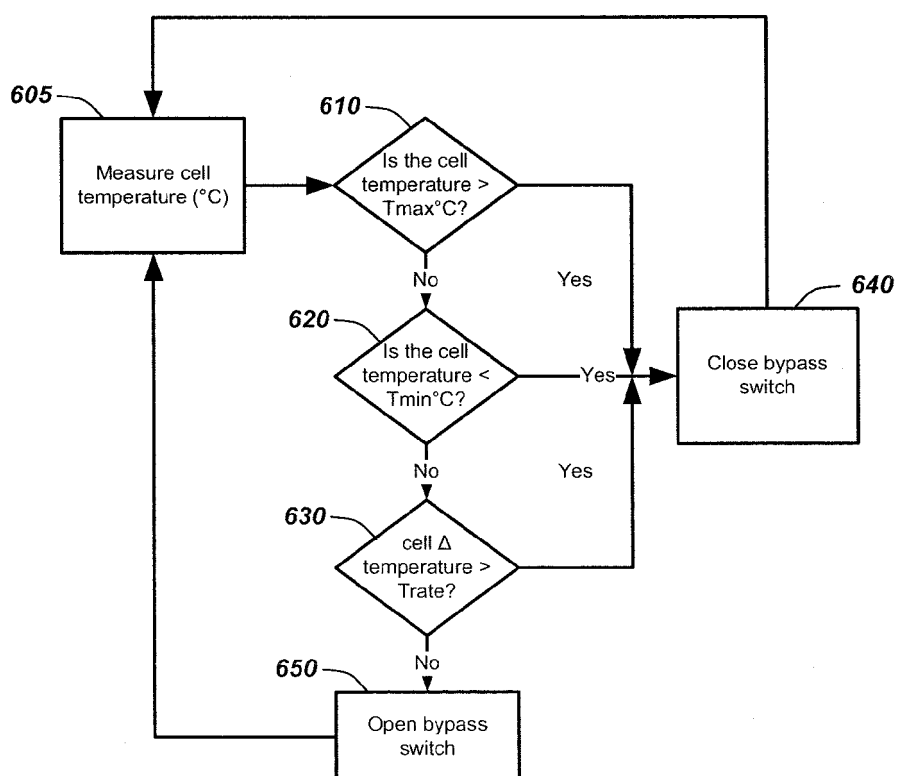 605
Measure cell
temperature (°C)
610
Is the cell
temperature >
Tmax°C?
No
Yes
620
Is the cell
temperature <
Tmin°C?
Yes
640
Close bypass
switch
No
Yes
630
cell Δ
temperature >
Trate?
No
650
Open bypass
switch